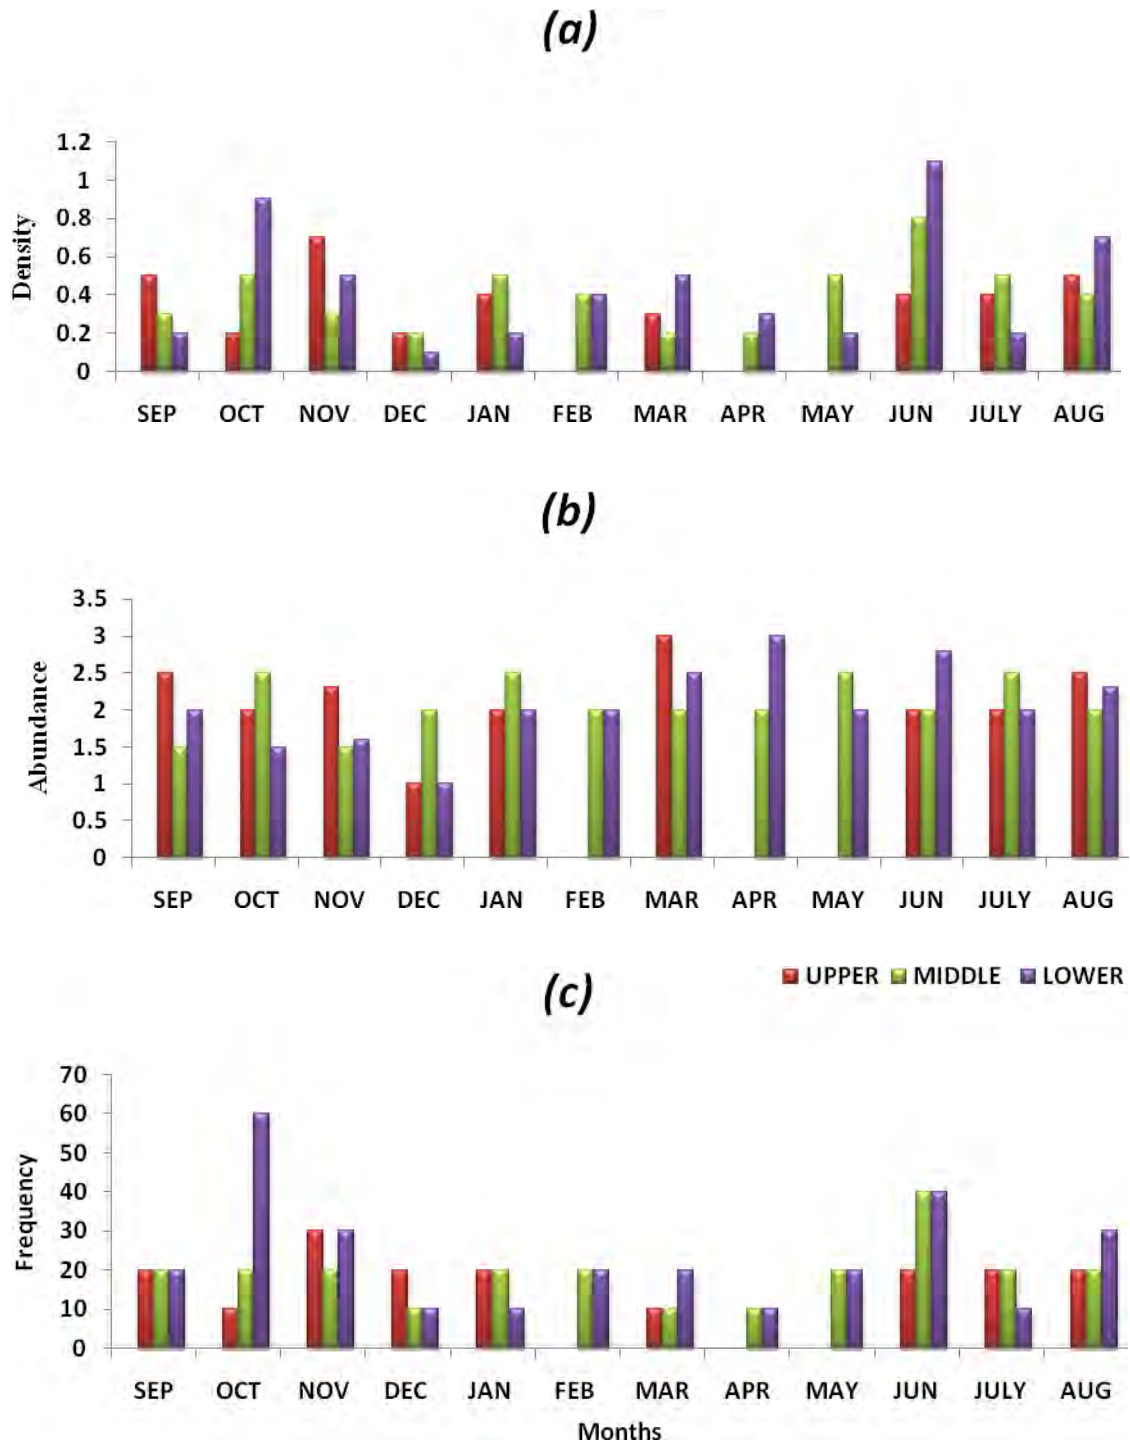 (a)
1.2
1
0.8
0.6
0.4
0.2
0
Density
SEP OCT NOV DEC JAN FEB MAR APR MAY JUN JULY AUG
(b)
3.5
3
2.5
2
1.5
1
0.5
0
Abundance
SEP OCT NOV DEC JAN FEB MAR APR MAY JUN JULY AUG
UPPER MIDDLE LOWER
(c)
70
60
50
40
30
20
10
0
Frequency
SEP OCT NOV DEC JAN FEB MAR APR MAY JUN JULY AUG
Months